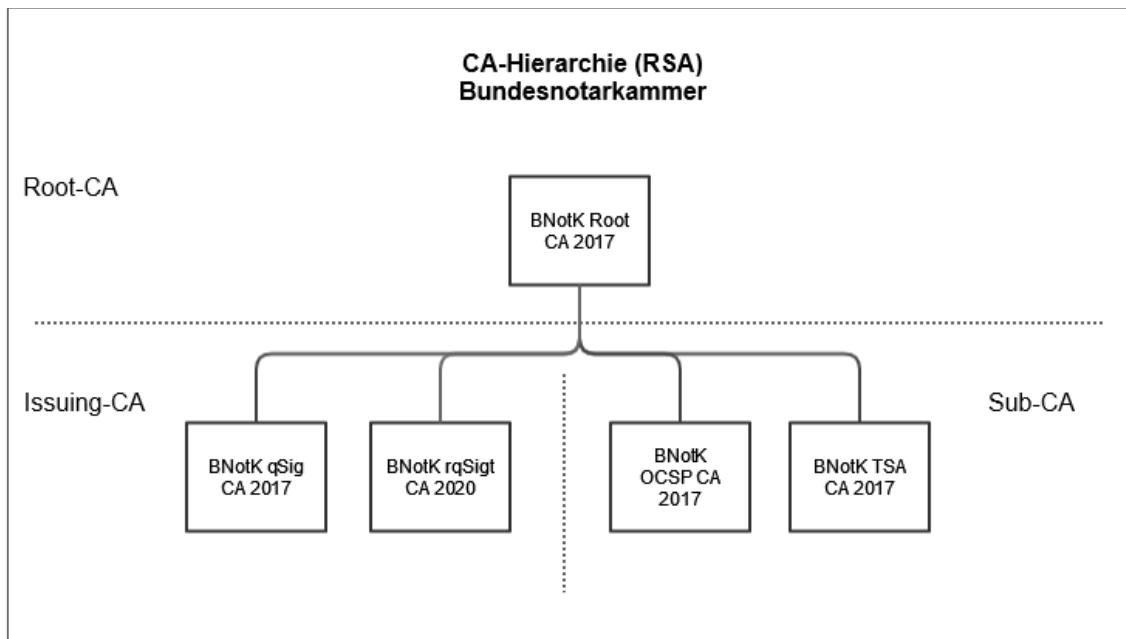 CA-Hierarchie (RSA)
Bundesnotarkammer
Root-CA
BNotK Root
CA 2017
Issuing-CA
Sub-CA
BNotK qSig
CA 2017
BNotK rqSigt
CA 2020
BNotK
OCSP CA
2017
BNotK TSA
CA 2017